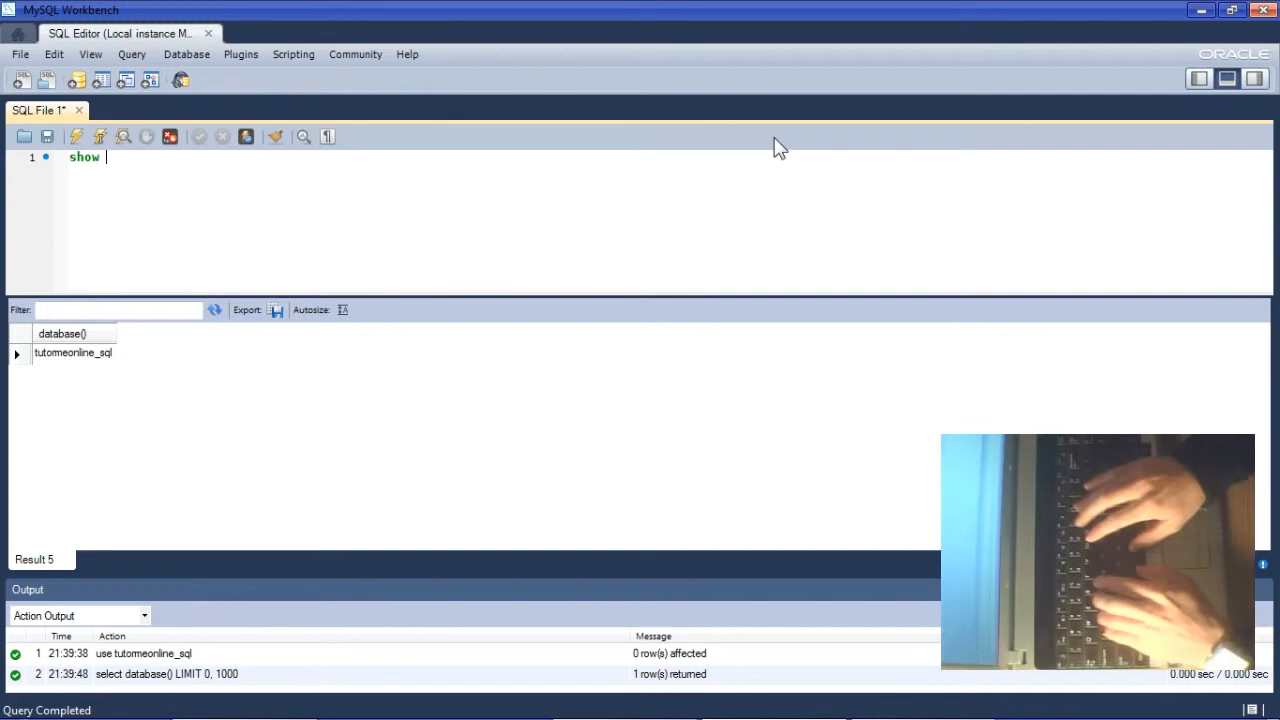 MySQL Workbench
SQL Editor (Local instance M...
File Edit View Query Database Plugins Scripting Community Help
ORACLE
SQL File 1*
1 show
Filter: Export: Autosize:
database()
tutormeonline_sql
Result 5
Output
Action Output
Time Action Message
1 21:39:38 use tutormeonline_sql 0 row(s) affected
2 21:39:48 select database() LIMIT 0, 1000 1 row(s) returned 0.000 sec / 0.000 sec
Query Completed